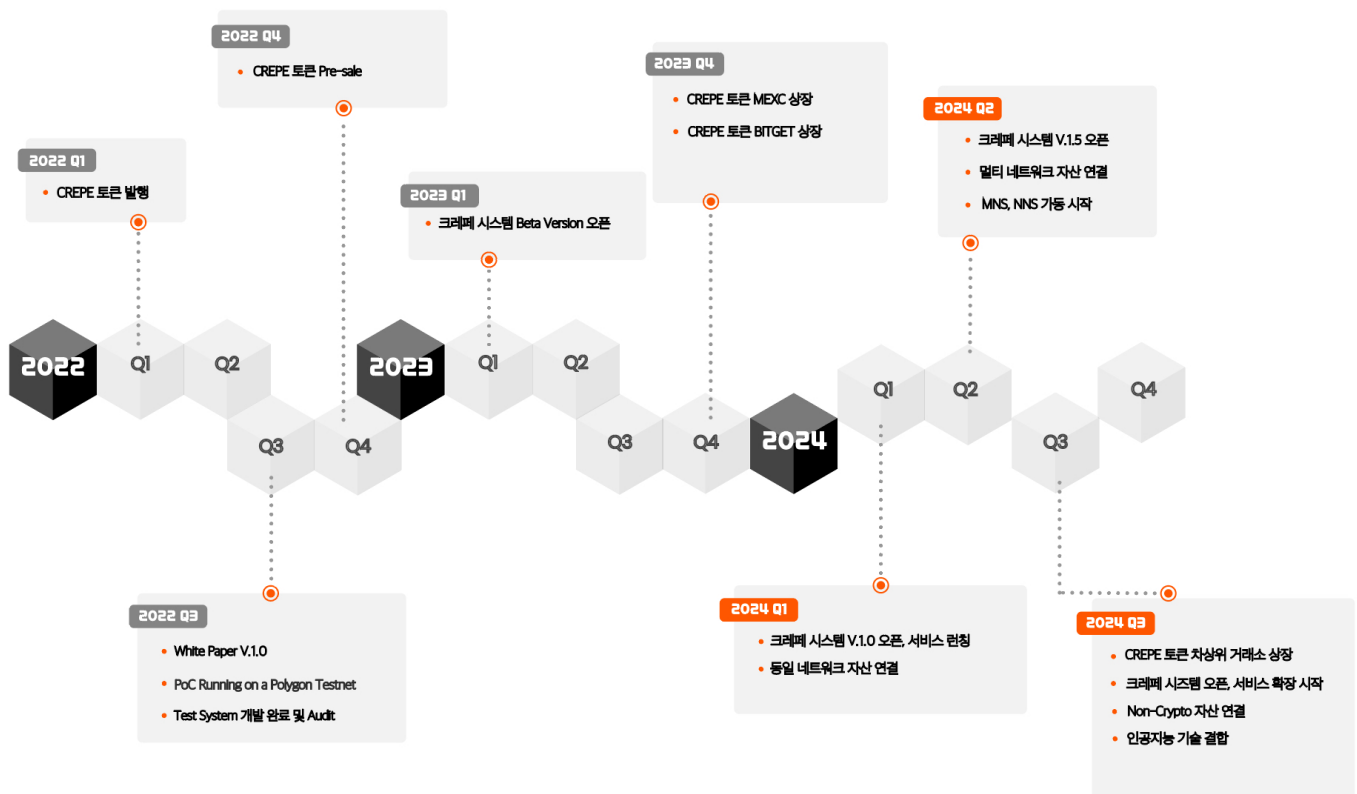 2022 Q4
CREPE 토큰 Pre-sale
2023 Q4
CREPE 토큰 MEXC 상장
CREPE 토큰 BITGET 상장
2024 Q2
크레페 시스템 V.1.5 오픈
멀티 네트워크 자산 연결
MNS, NNS 가동 시작
2022 Q1
CREPE 토큰 발행
2023 Q1
크레페 시스템 Beta Version 오픈
2022
Q1
Q2
Q3
Q4
2023
Q1
Q2
Q3
Q4
2024
Q1
Q2
Q3
Q4
2022 Q3
White Paper V.1.0
PoC Running on a Polygon Testnet
Test System 개발 완료 및 Audit
2024 Q1
크레페 시스템 V.1.0 오픈, 서비스 런칭
동일 네트워크 자산 연결
2024 Q3
CREPE 토큰 차상위 거래소 상장
크레페 시즈템 오픈, 서비스 확장 시작
Non-Crypto 자산 연결
인공지능 기술 결합